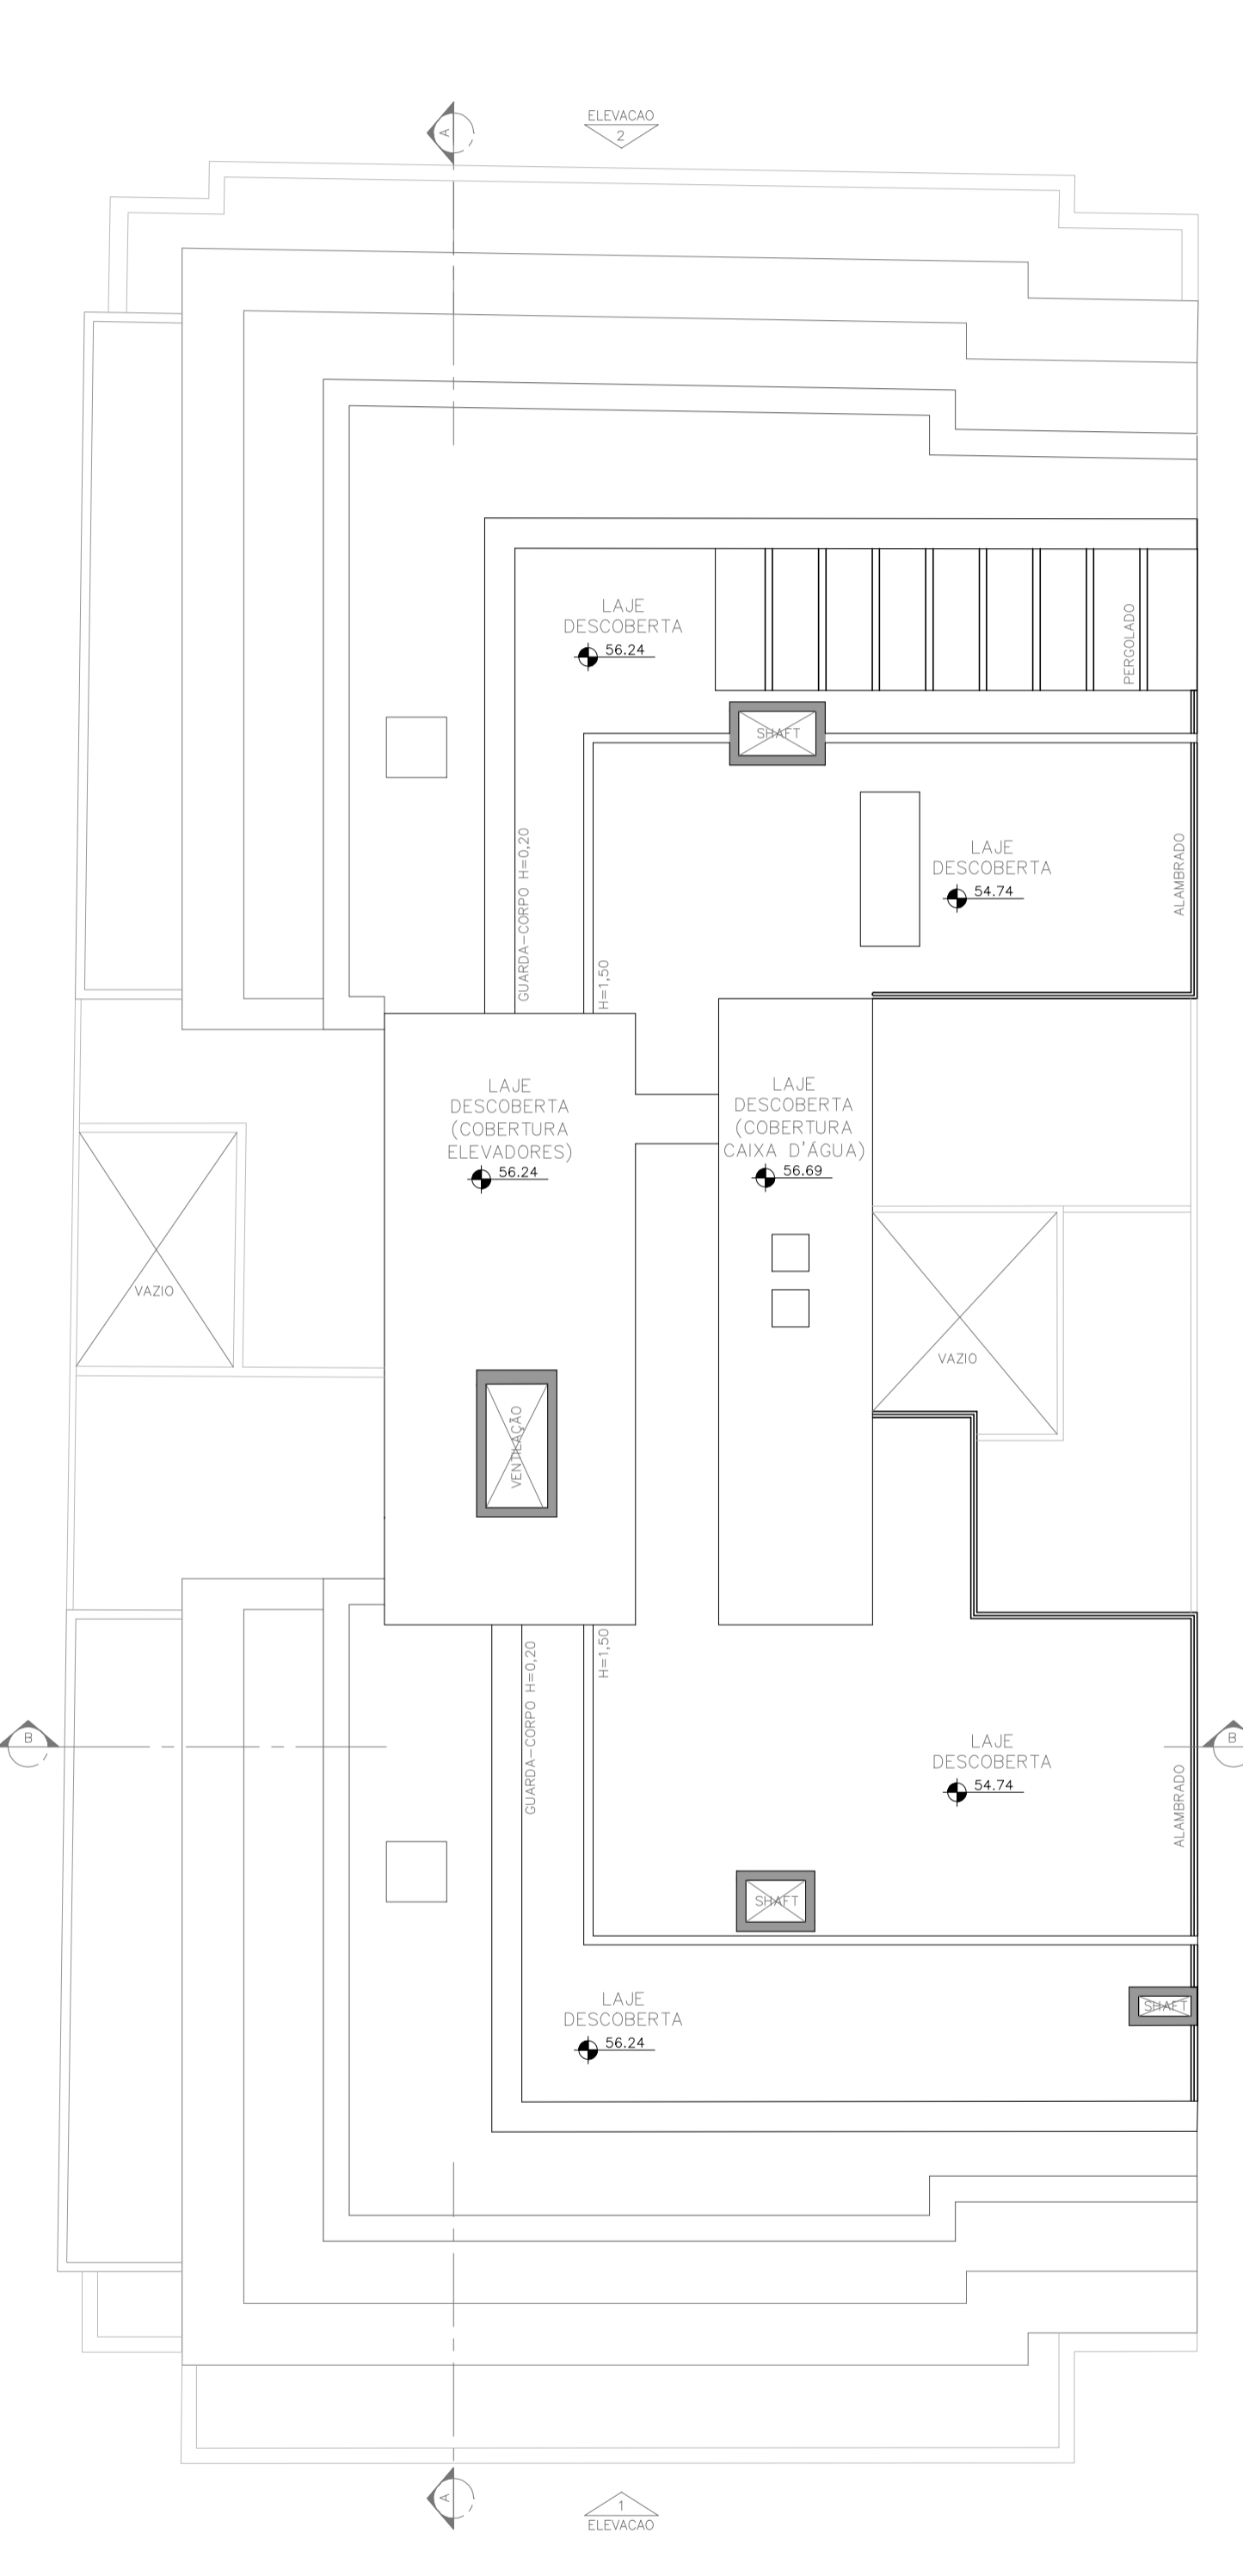 A
ELEVACAO
2
LAJE
DESCOBERTA
56.24
PERGOLADO
SHAFT
GUARDA-CORPO H=0,20
H=1,50
LAJE
DESCOBERTA
54.74
ALAMBRADO
LAJE
DESCOBERTA
(COBERTURA
ELEVADORES)
56.24
LAJE
DESCOBERTA
(COBERTURA
CAIXA D'ÁGUA)
56.69
VAZIO
VAZIO
VENTILAÇÃO
GUARDA-CORPO H=0,20
H=1,50
B
B
LAJE
DESCOBERTA
54.74
ALAMBRADO
SHAFT
LAJE
DESCOBERTA
56.24
SHAFT
A
1
ELEVACAO